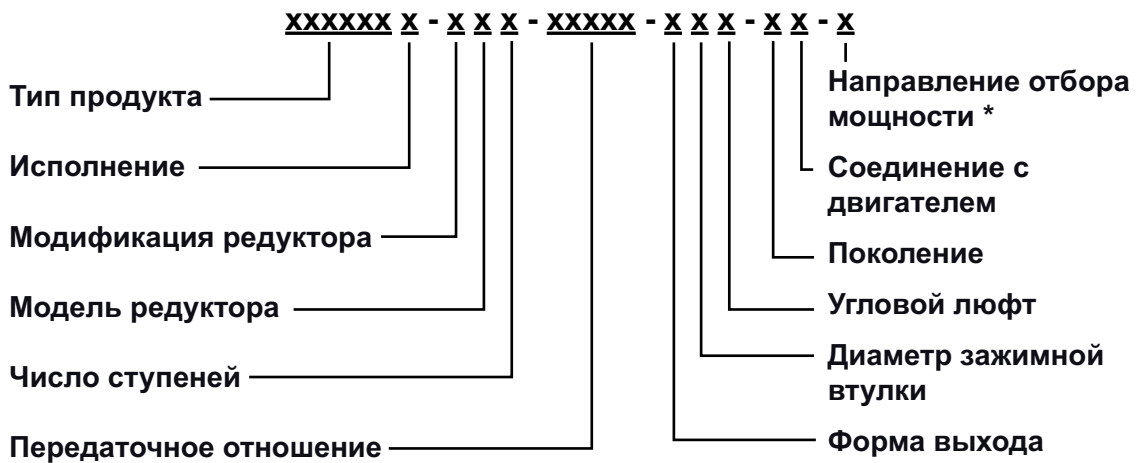 xxxxxx x - x x x - xxxxx - x x x - x x - x
Тип продукта
Исполнение
Модификация редуктора
Модель редуктора
Число ступеней
Передаточное отношение
Направление отбора
мощности *
Соединение с
двигателем
Поколение
Угловой люфт
Диаметр зажимной
втулки
Форма выхода